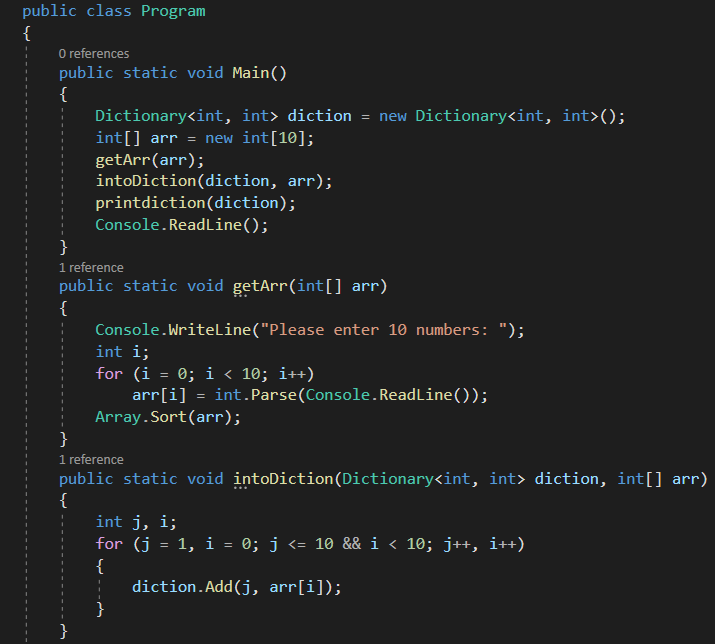 public class Program
{
0 references
public static void Main()
{
Dictionary<int, int> diction = new Dictionary<int, int>();
int[] arr = new int[10];
getArr(arr);
intoDiction(diction, arr);
printdiction(diction);
Console.ReadLine();
}
1 reference
public static void getArr(int[] arr)
{
Console.WriteLine("Please enter 10 numbers: ");
int i;
for (i = 0; i < 10; i++)
arr[i] = int.Parse(Console.ReadLine());
Array.Sort(arr);
}
1 reference
public static void intoDiction(Dictionary<int, int> diction, int[] arr)
{
int j, i;
for (j = 1, i = 0; j <= 10 && i < 10; j++, i++)
{
diction.Add(j, arr[i]);
}
}